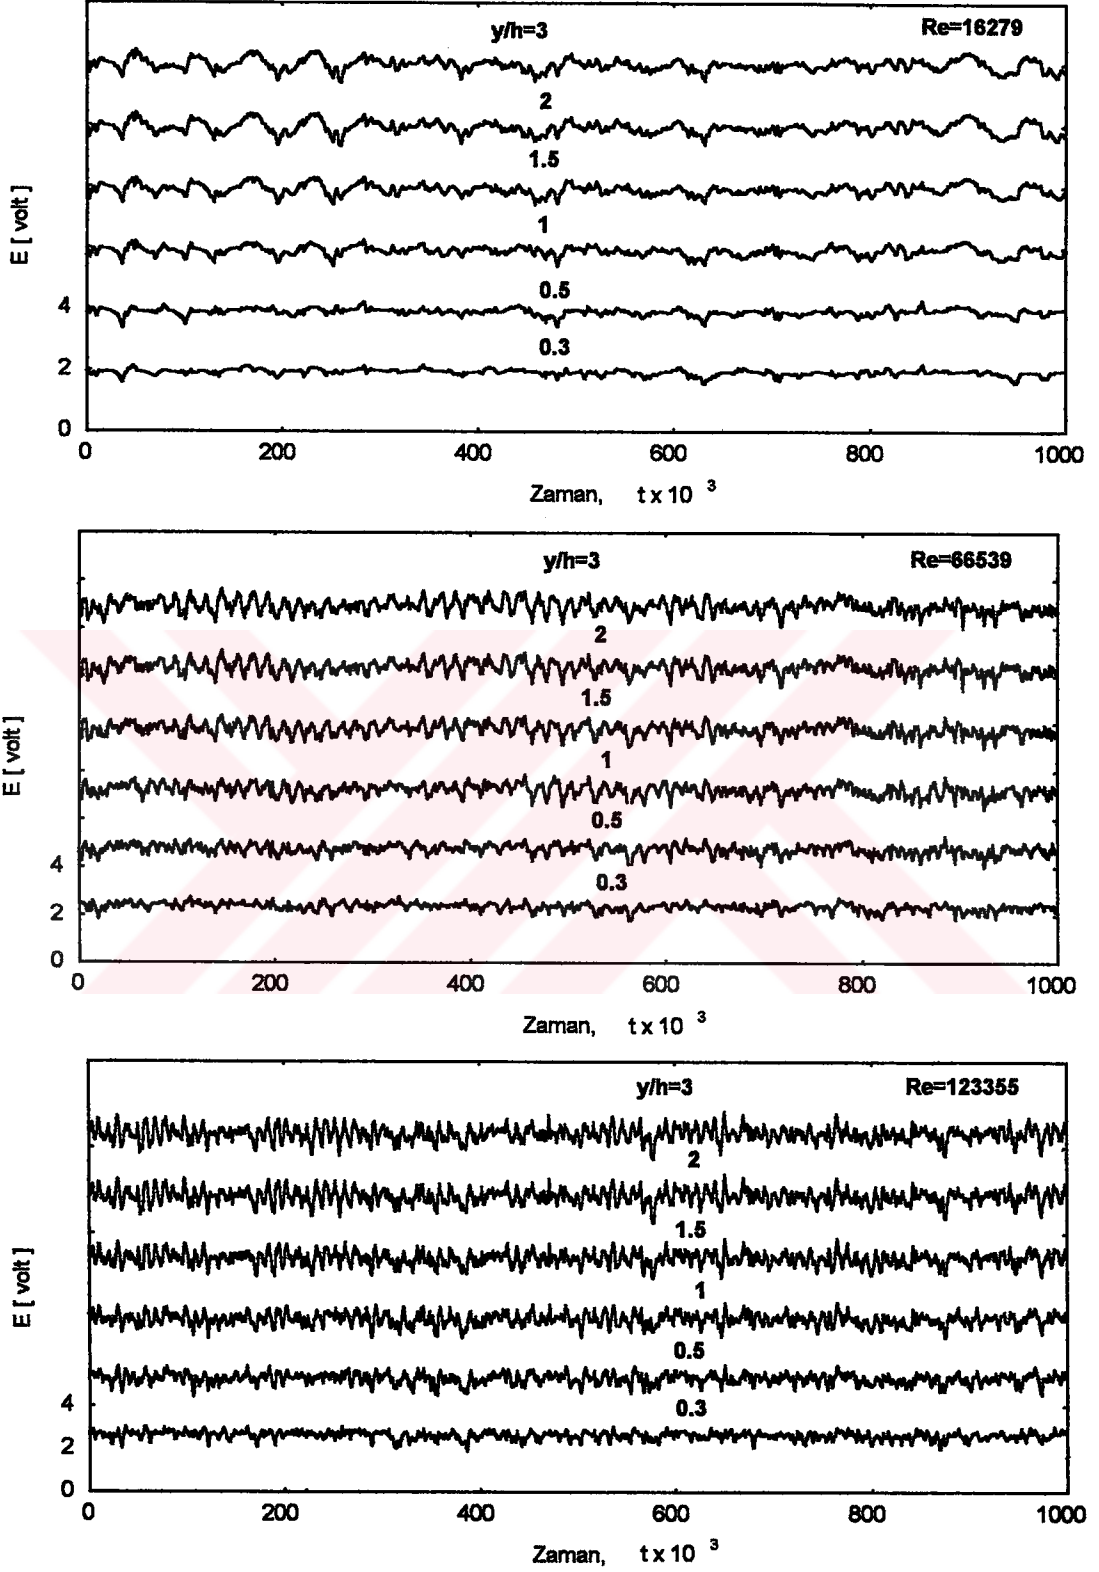 y/h=3 Re=16279
2
1.5
1
0.5
0.3
E [ volt ]
4
2
0
0 200 400 600 800 1000
Zaman, t x 10 3
y/h=3 Re=66539
2
1.5
1
0.5
0.3
E [ volt ]
4
2
0
0 200 400 600 800 1000
Zaman, t x 10 3
y/h=3 Re=123355
2
1.5
1
0.5
0.3
E [ volt ]
4
2
0
0 200 400 600 800 1000
Zaman, t x 10 3